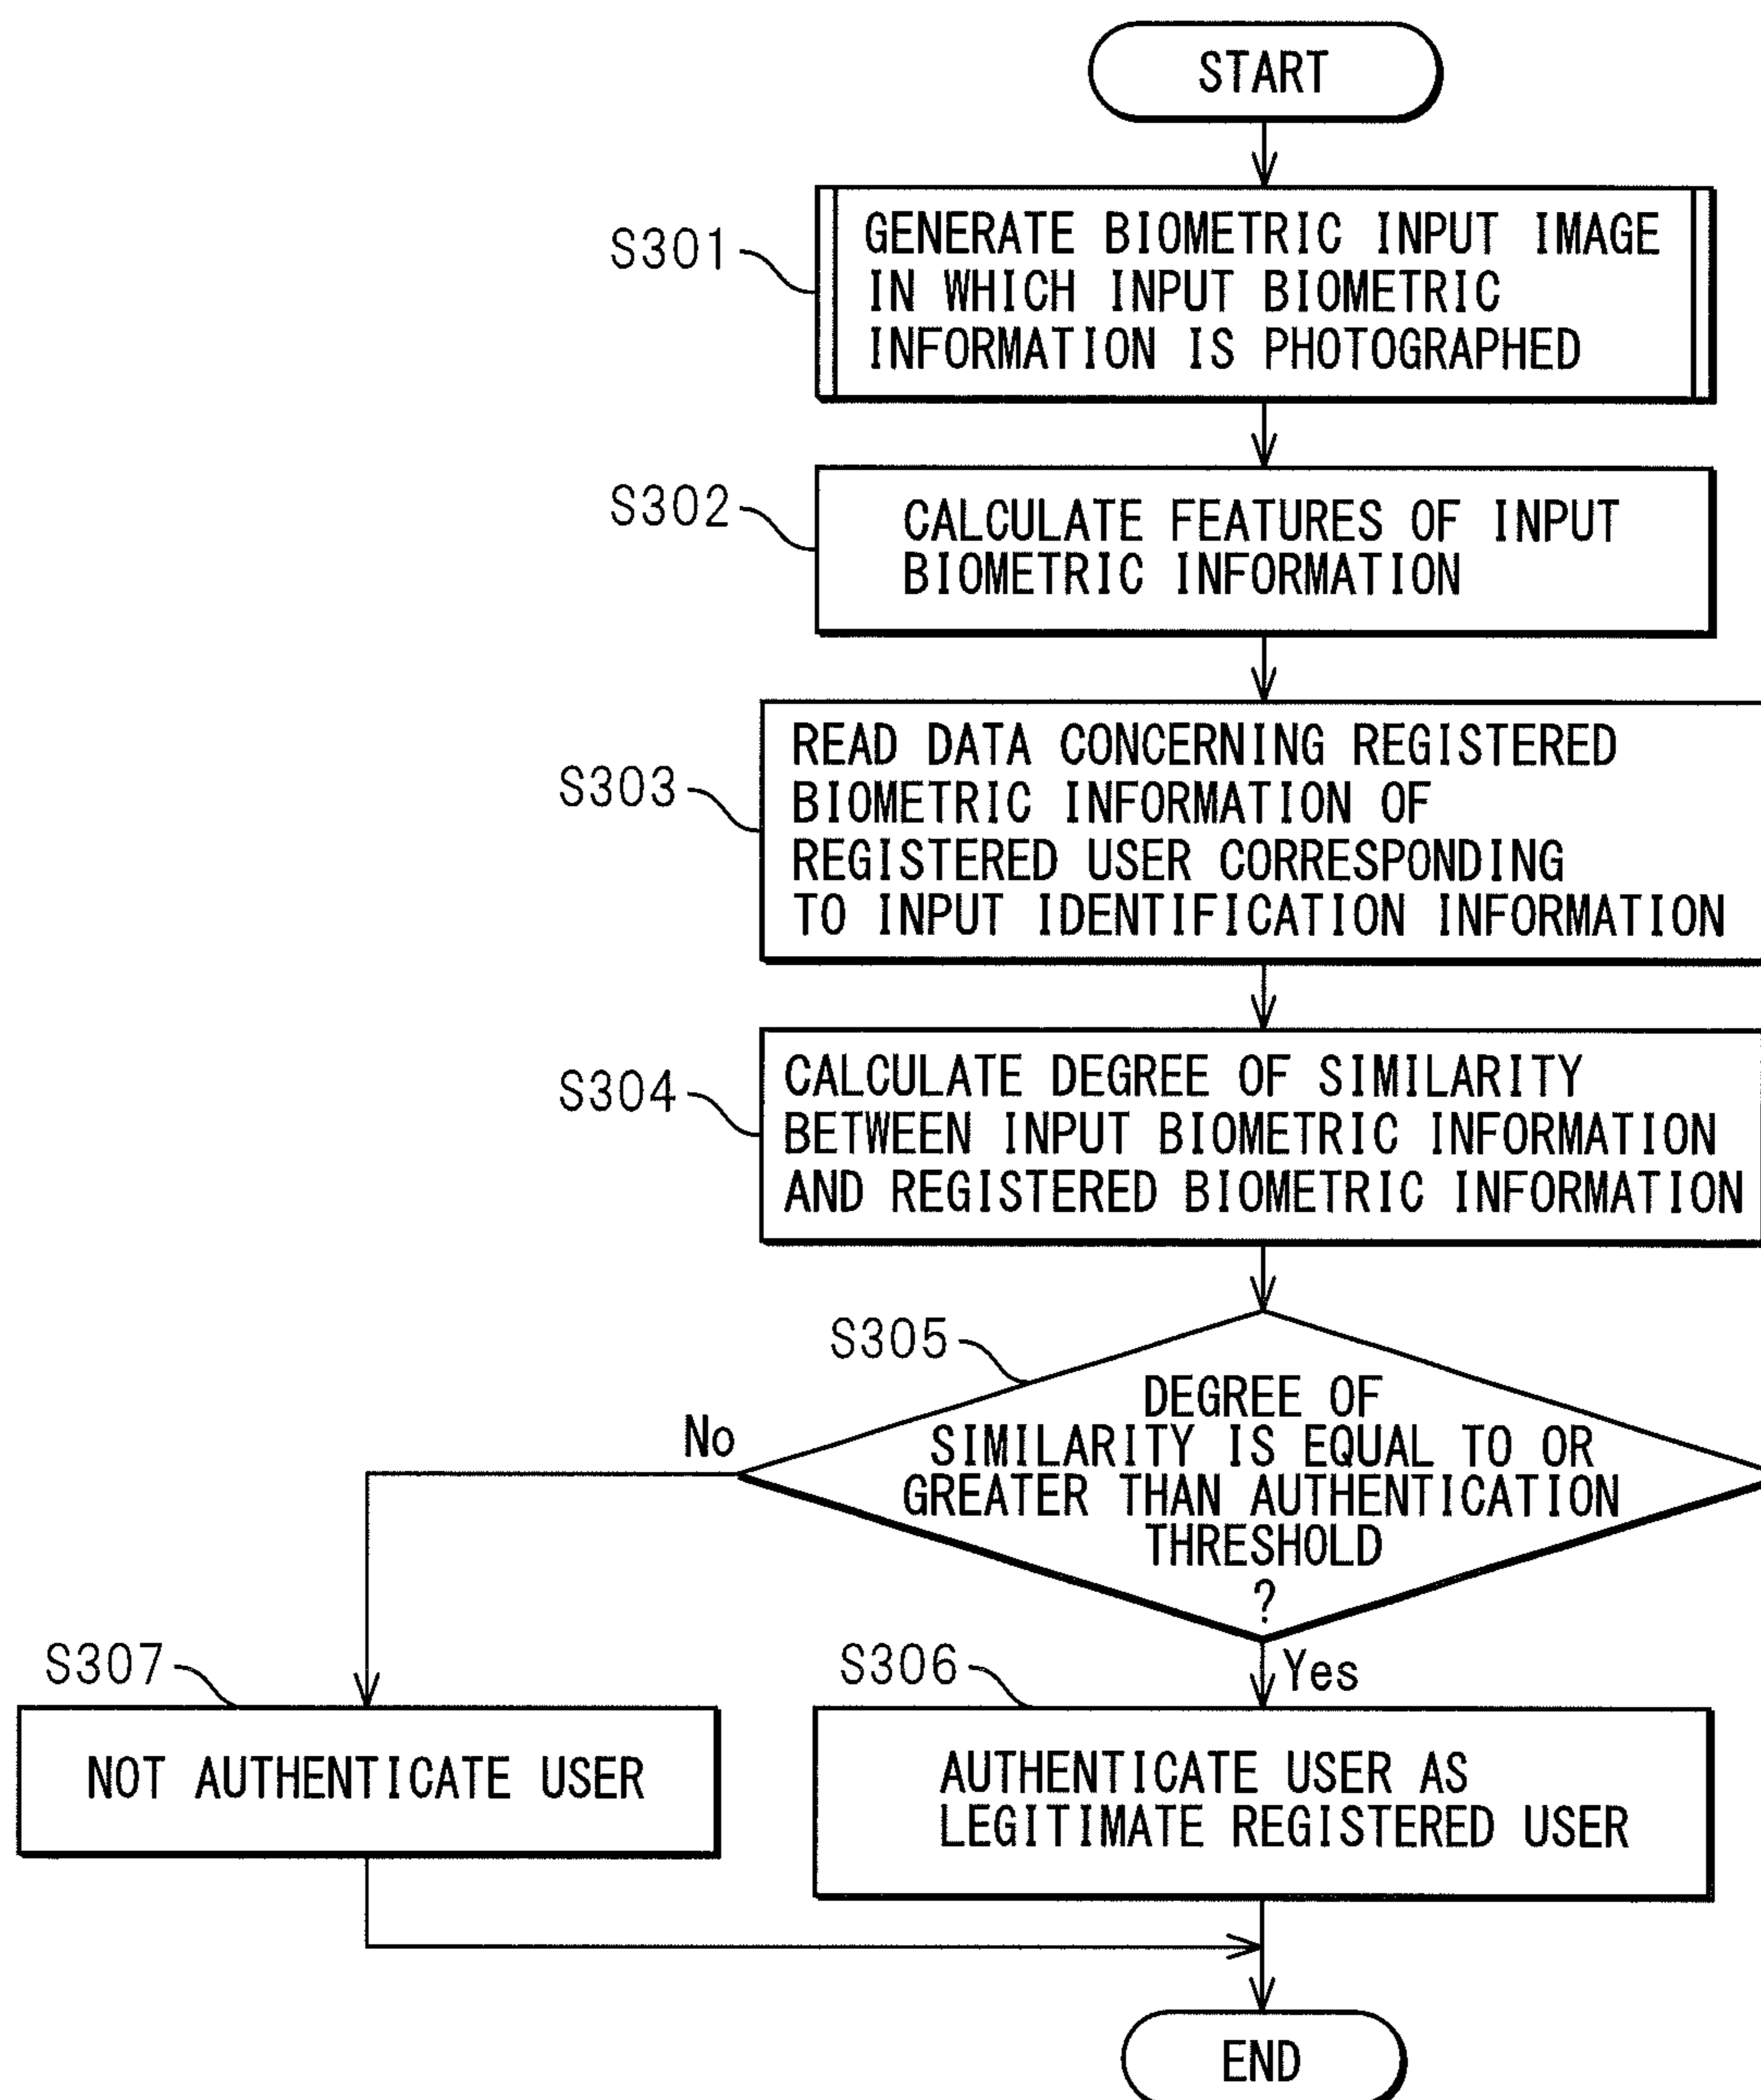 START
S301
GENERATE BIOMETRIC INPUT IMAGE
IN WHICH INPUT BIOMETRIC
INFORMATION IS PHOTOGRAPHED
S302
CALCULATE FEATURES OF INPUT
BIOMETRIC INFORMATION
S303
READ DATA CONCERNING REGISTERED
BIOMETRIC INFORMATION OF
REGISTERED USER CORRESPONDING
TO INPUT IDENTIFICATION INFORMATION
S304
CALCULATE DEGREE OF SIMILARITY
BETWEEN INPUT BIOMETRIC INFORMATION
AND REGISTERED BIOMETRIC INFORMATION
S305
DEGREE OF
SIMILARITY IS EQUAL TO OR
GREATER THAN AUTHENTICATION
THRESHOLD
?
No
Yes
S307
NOT AUTHENTICATE USER
S306
AUTHENTICATE USER AS
LEGITIMATE REGISTERED USER
END